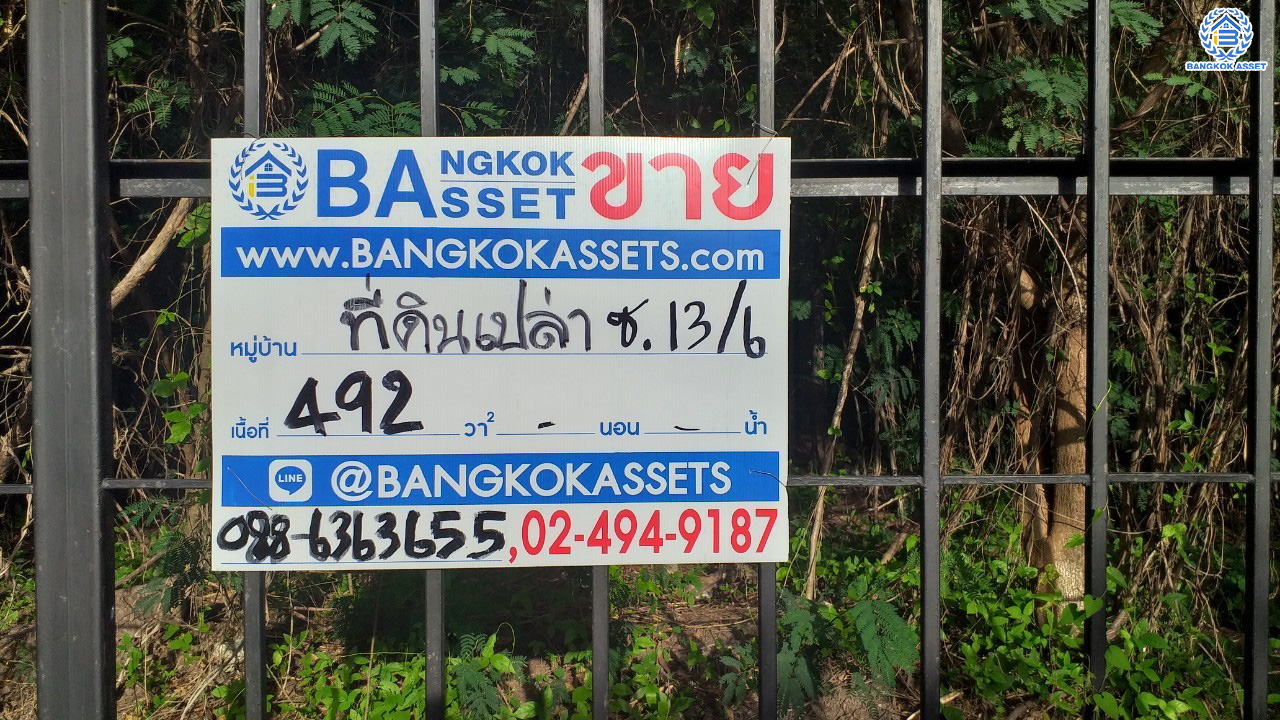 BANGKOK ASSET
BANGKOK ASSET ขาย
www.BANGKOKASSETS.com
หมู่บ้าน ที่ดินเปล่า ซ. 13/6
เนื้อที่ 492 วา² - นอน - น้ำ
LINE @BANGKOKASSETS
098-6363655, 02-494-9187